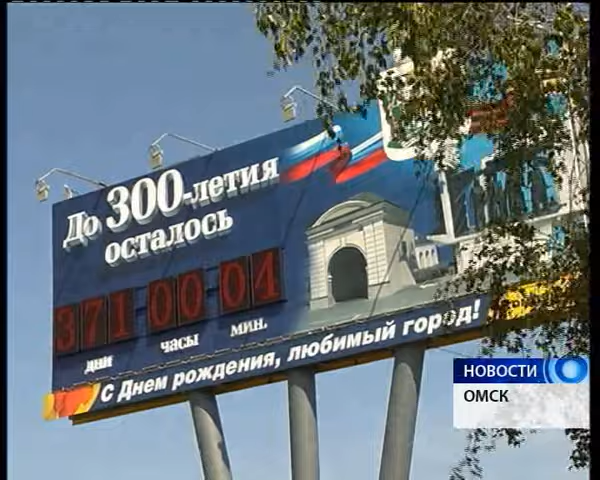 До 300-летия
осталось
371 00 04
дни часы мин.
С Днем рождения, любимый город!
НОВОСТИ
ОМСК